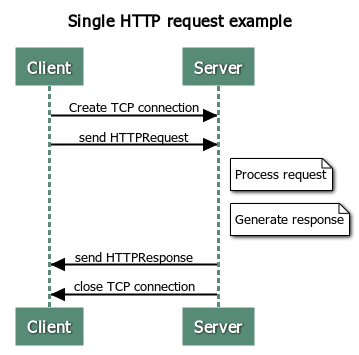 Single HTTP request example
Client
Server
Create TCP connection
send HTTPRequest
Process request
Generate response
send HTTPResponse
close TCP connection
Client
Server